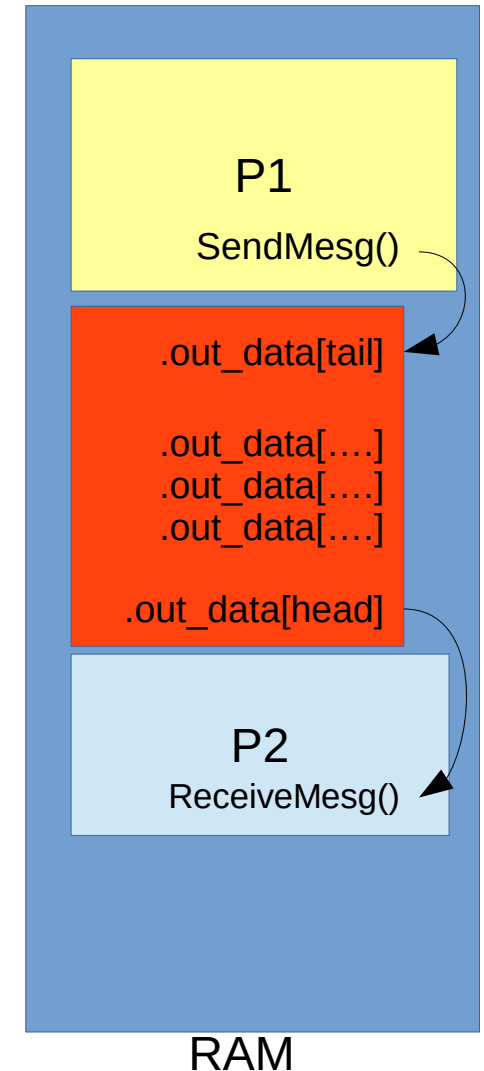 P1
SendMesg()
.out_data[tail]
.out_data[....]
.out_data[....]
.out_data[....]
.out_data[head]
P2
ReceiveMesg()
RAM